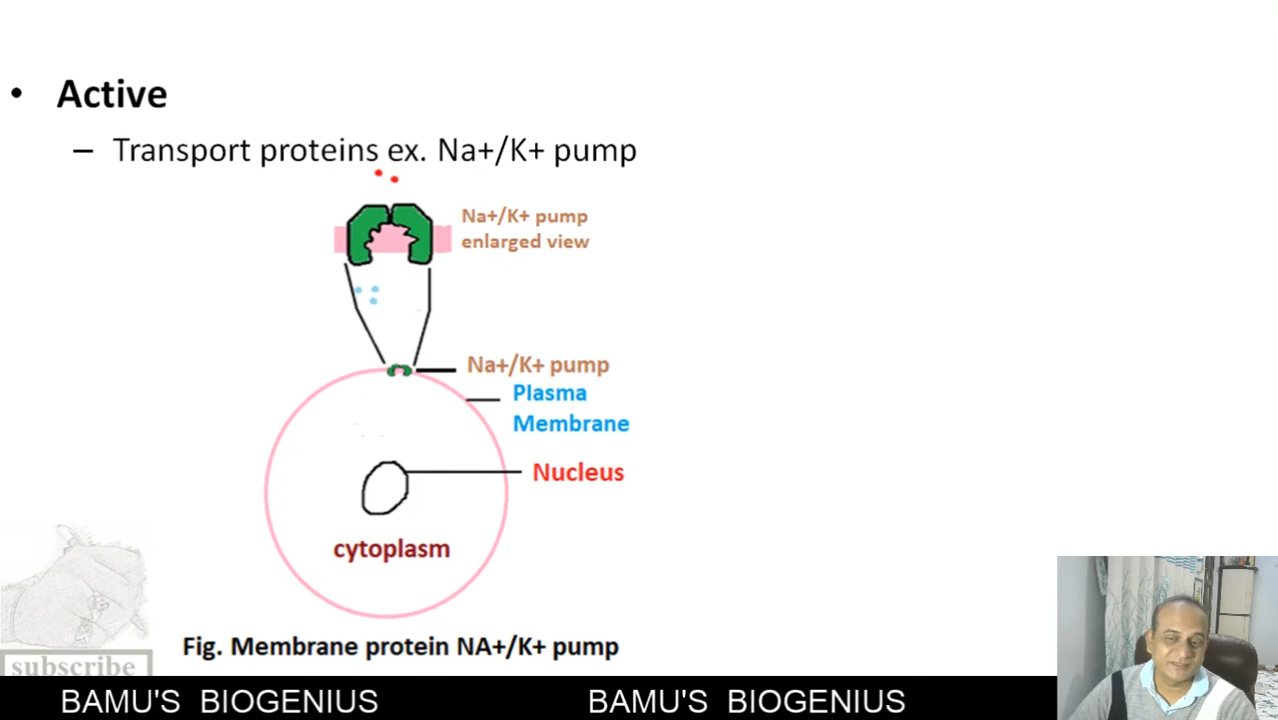 • Active
– Transport proteins ex. Na+/K+ pump
Na+/K+ pump
enlarged view
Na+/K+ pump
Plasma
Membrane
Nucleus
cytoplasm
Fig. Membrane protein NA+/K+ pump
subscribe
BAMU'S BIOGENIUS BAMU'S BIOGENIUS